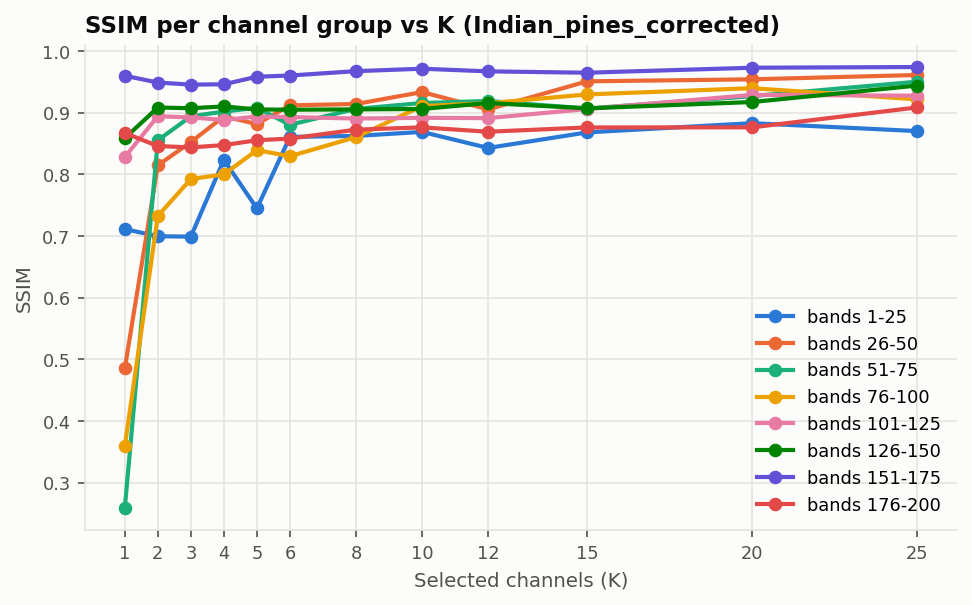 SSIM per channel group vs K (Indian_pines_corrected)
1.0
0.9
0.8
0.7
0.6
0.5
0.4
0.3
SSIM
bands 1-25
bands 26-50
bands 51-75
bands 76-100
bands 101-125
bands 126-150
bands 151-175
bands 176-200
1 2 3 4 5 6 8 10 12 15 20 25
Selected channels (K)